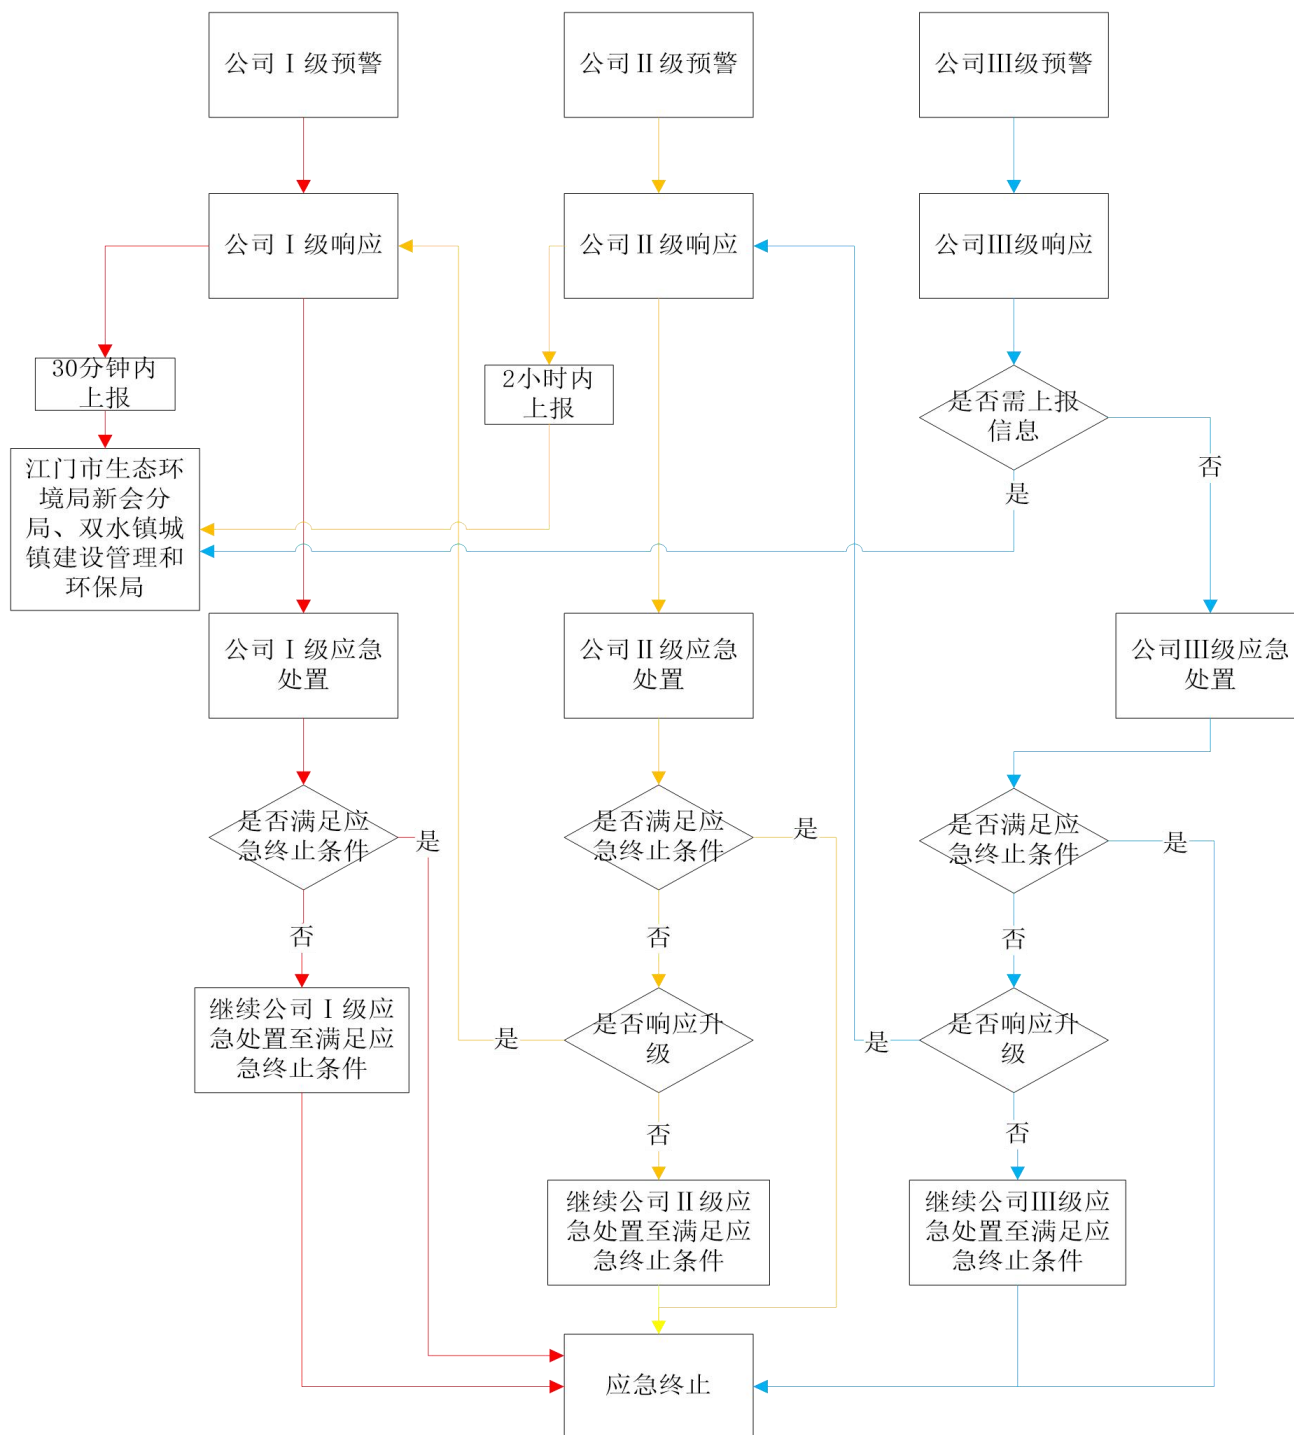 公司Ⅰ级预警
公司Ⅱ级预警
公司Ⅲ级预警
公司Ⅰ级响应
公司Ⅱ级响应
公司Ⅲ级响应
30分钟内
上报
2小时内
上报
是否需上报
信息
否
是
江门市生态环
境局新会分
局、双水镇城
镇建设管理和
环保局
公司Ⅰ级应急
处置
公司Ⅱ级应急
处置
公司Ⅲ级应急
处置
是否满足应
急终止条件
是
是否满足应
急终止条件
是
是否满足应
急终止条件
是
否
否
否
继续公司Ⅰ级应
急处置至满足应
急终止条件
是
是否响应升
级
是
是否响应升
级
否
否
继续公司Ⅱ级应
急处置至满足应
急终止条件
继续公司Ⅲ级应
急处置至满足应
急终止条件
应急终止